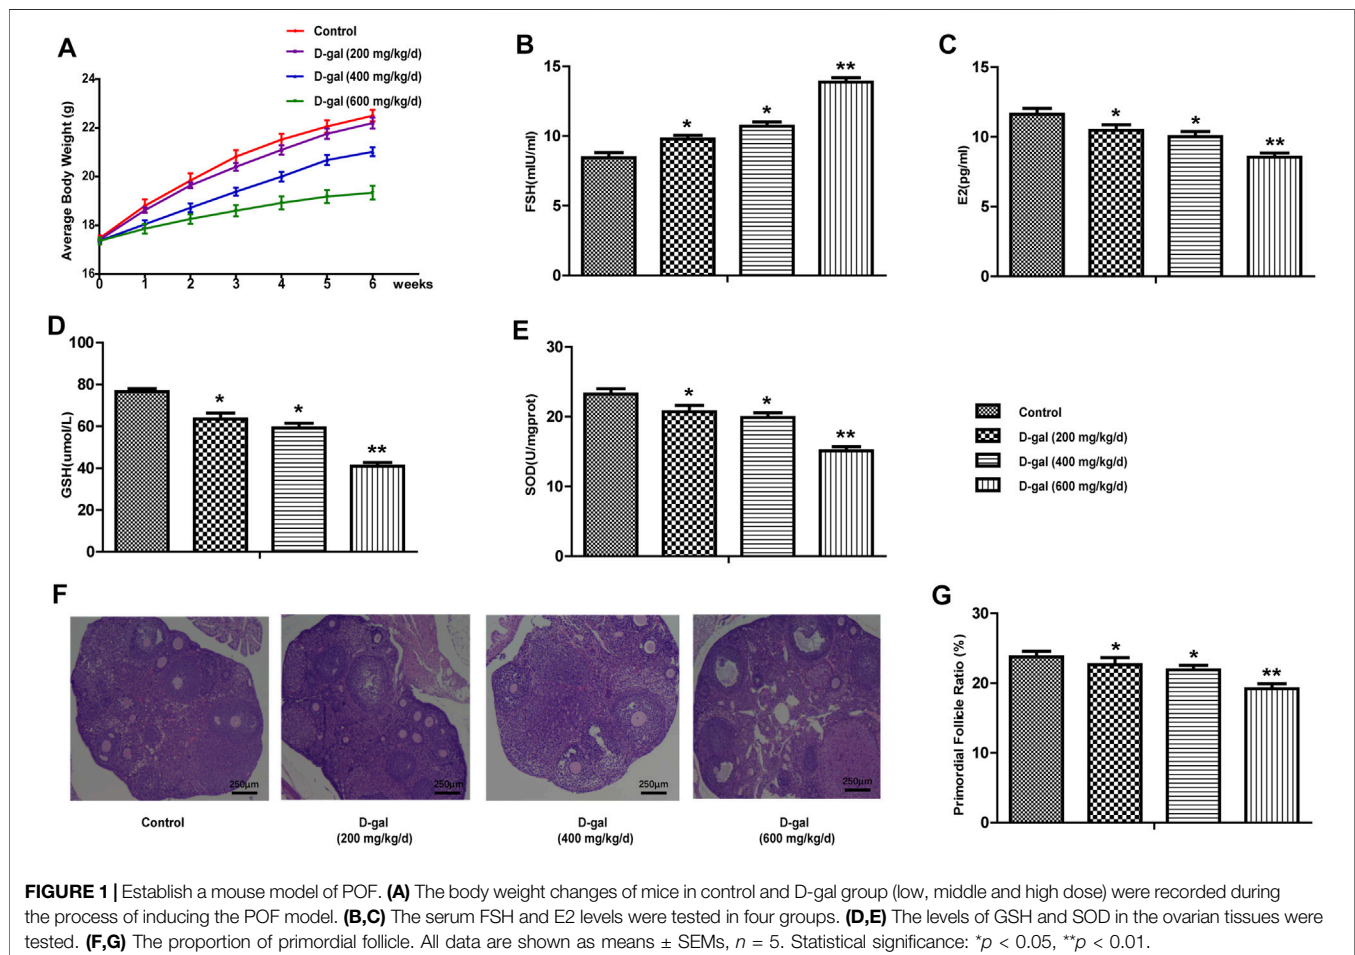 A
Control
D-gal (200 mg/kg/d)
D-gal (400 mg/kg/d)
D-gal (600 mg/kg/d)
Average Body Weight (g)
24
22
20
18
16
0 1 2 3 4 5 6 weeks
B
FSH(mIU/ml)
15
10
5
0
* * **
C
E2(pg/ml)
15
10
5
0
* * **
D
GSH(umol/L)
100
80
60
40
20
0
* * **
E
SOD(U/mgprot)
30
20
10
0
* * **
Control
D-gal (200 mg/kg/d)
D-gal (400 mg/kg/d)
D-gal (600 mg/kg/d)
F
250μm 250μm 250μm 250μm
Control D-gal D-gal D-gal
(200 mg/kg/d) (400 mg/kg/d) (600 mg/kg/d)
G
Primordial Follicle Ratio (%)
30
20
10
0
* * **
FIGURE 1 | Establish a mouse model of POF. (A) The body weight changes of mice in control and D-gal group (low, middle and high dose) were recorded during
the process of inducing the POF model. (B,C) The serum FSH and E2 levels were tested in four groups. (D,E) The levels of GSH and SOD in the ovarian tissues were
tested. (F,G) The proportion of primordial follicle. All data are shown as means ± SEMs, n = 5. Statistical significance: *p < 0.05, **p < 0.01.